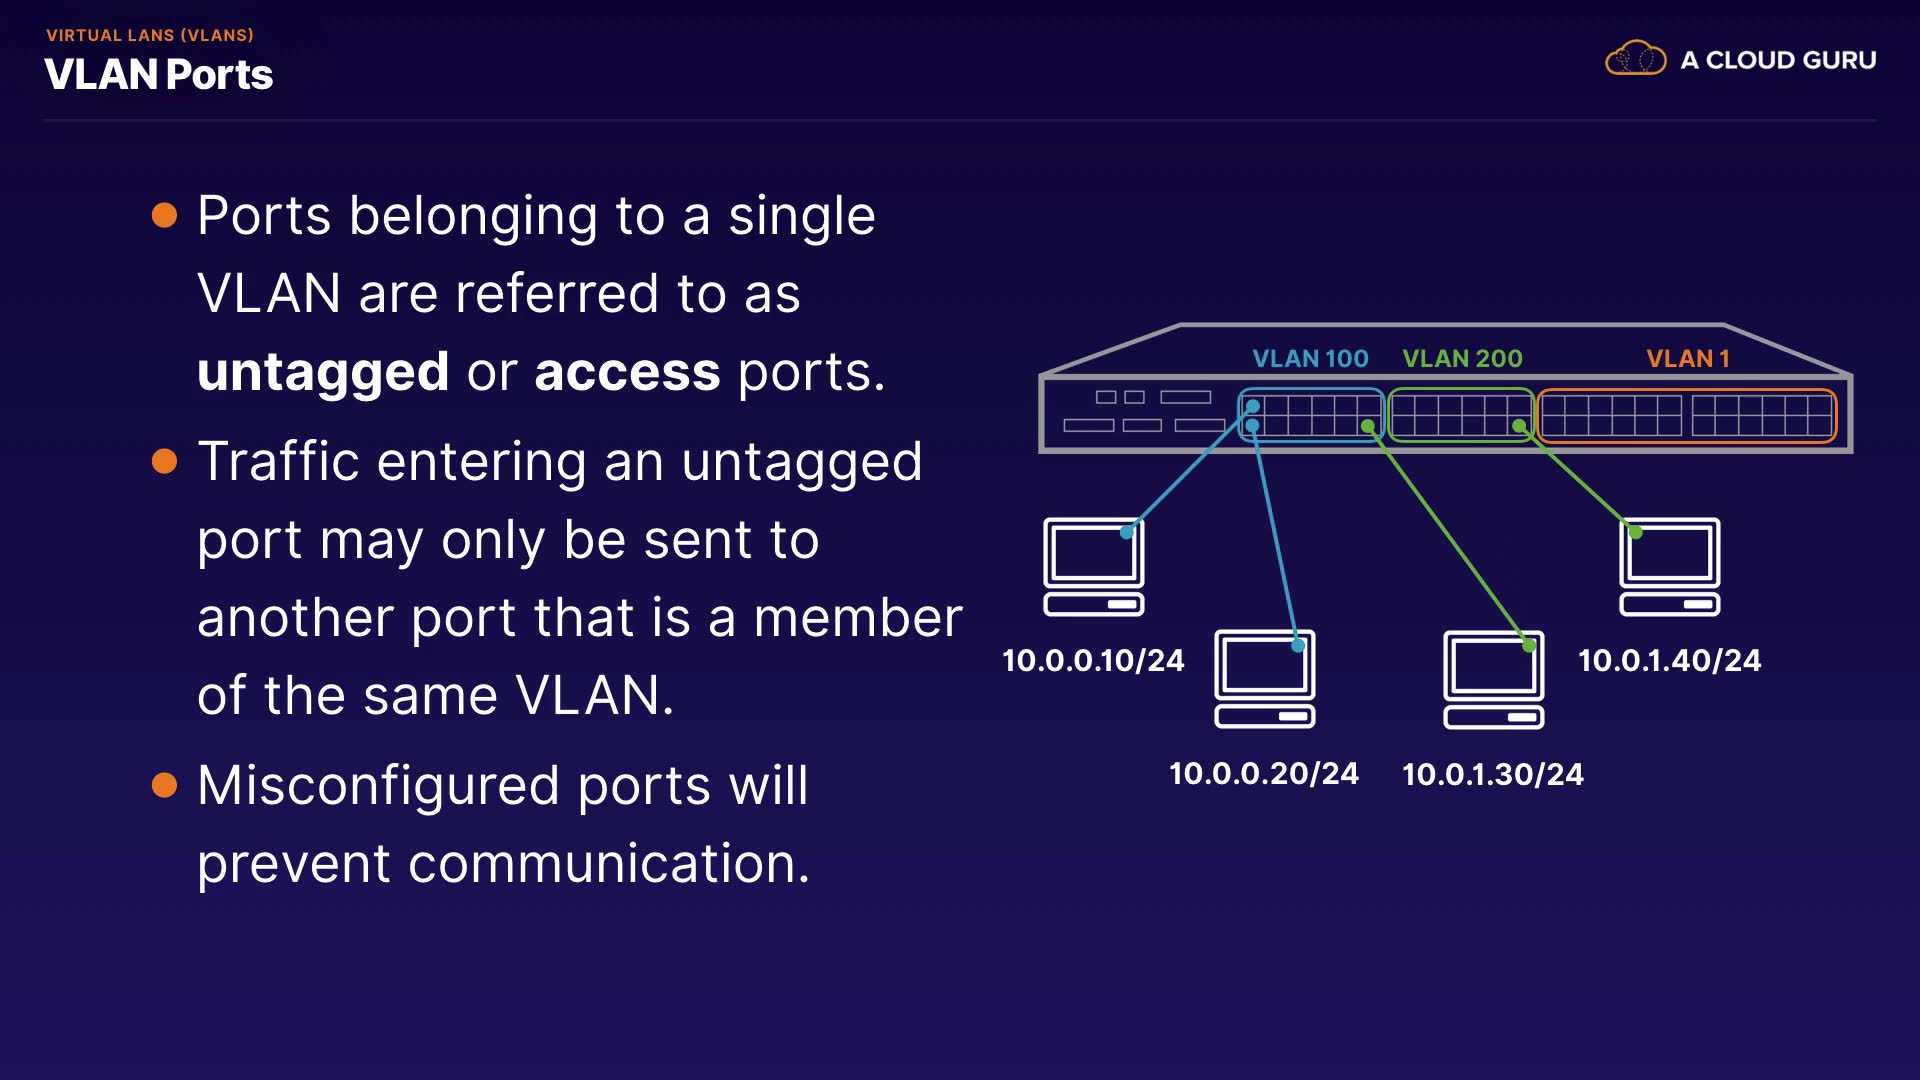 VIRTUAL LANS (VLANS)
VLAN Ports
A CLOUD GURU
Ports belonging to a single
VLAN are referred to as
untagged or access ports.
Traffic entering an untagged
port may only be sent to
another port that is a member
of the same VLAN.
Misconfigured ports will
prevent communication.
VLAN 100
VLAN 200
VLAN 1
10.0.0.10/24
10.0.1.40/24
10.0.0.20/24
10.0.1.30/24